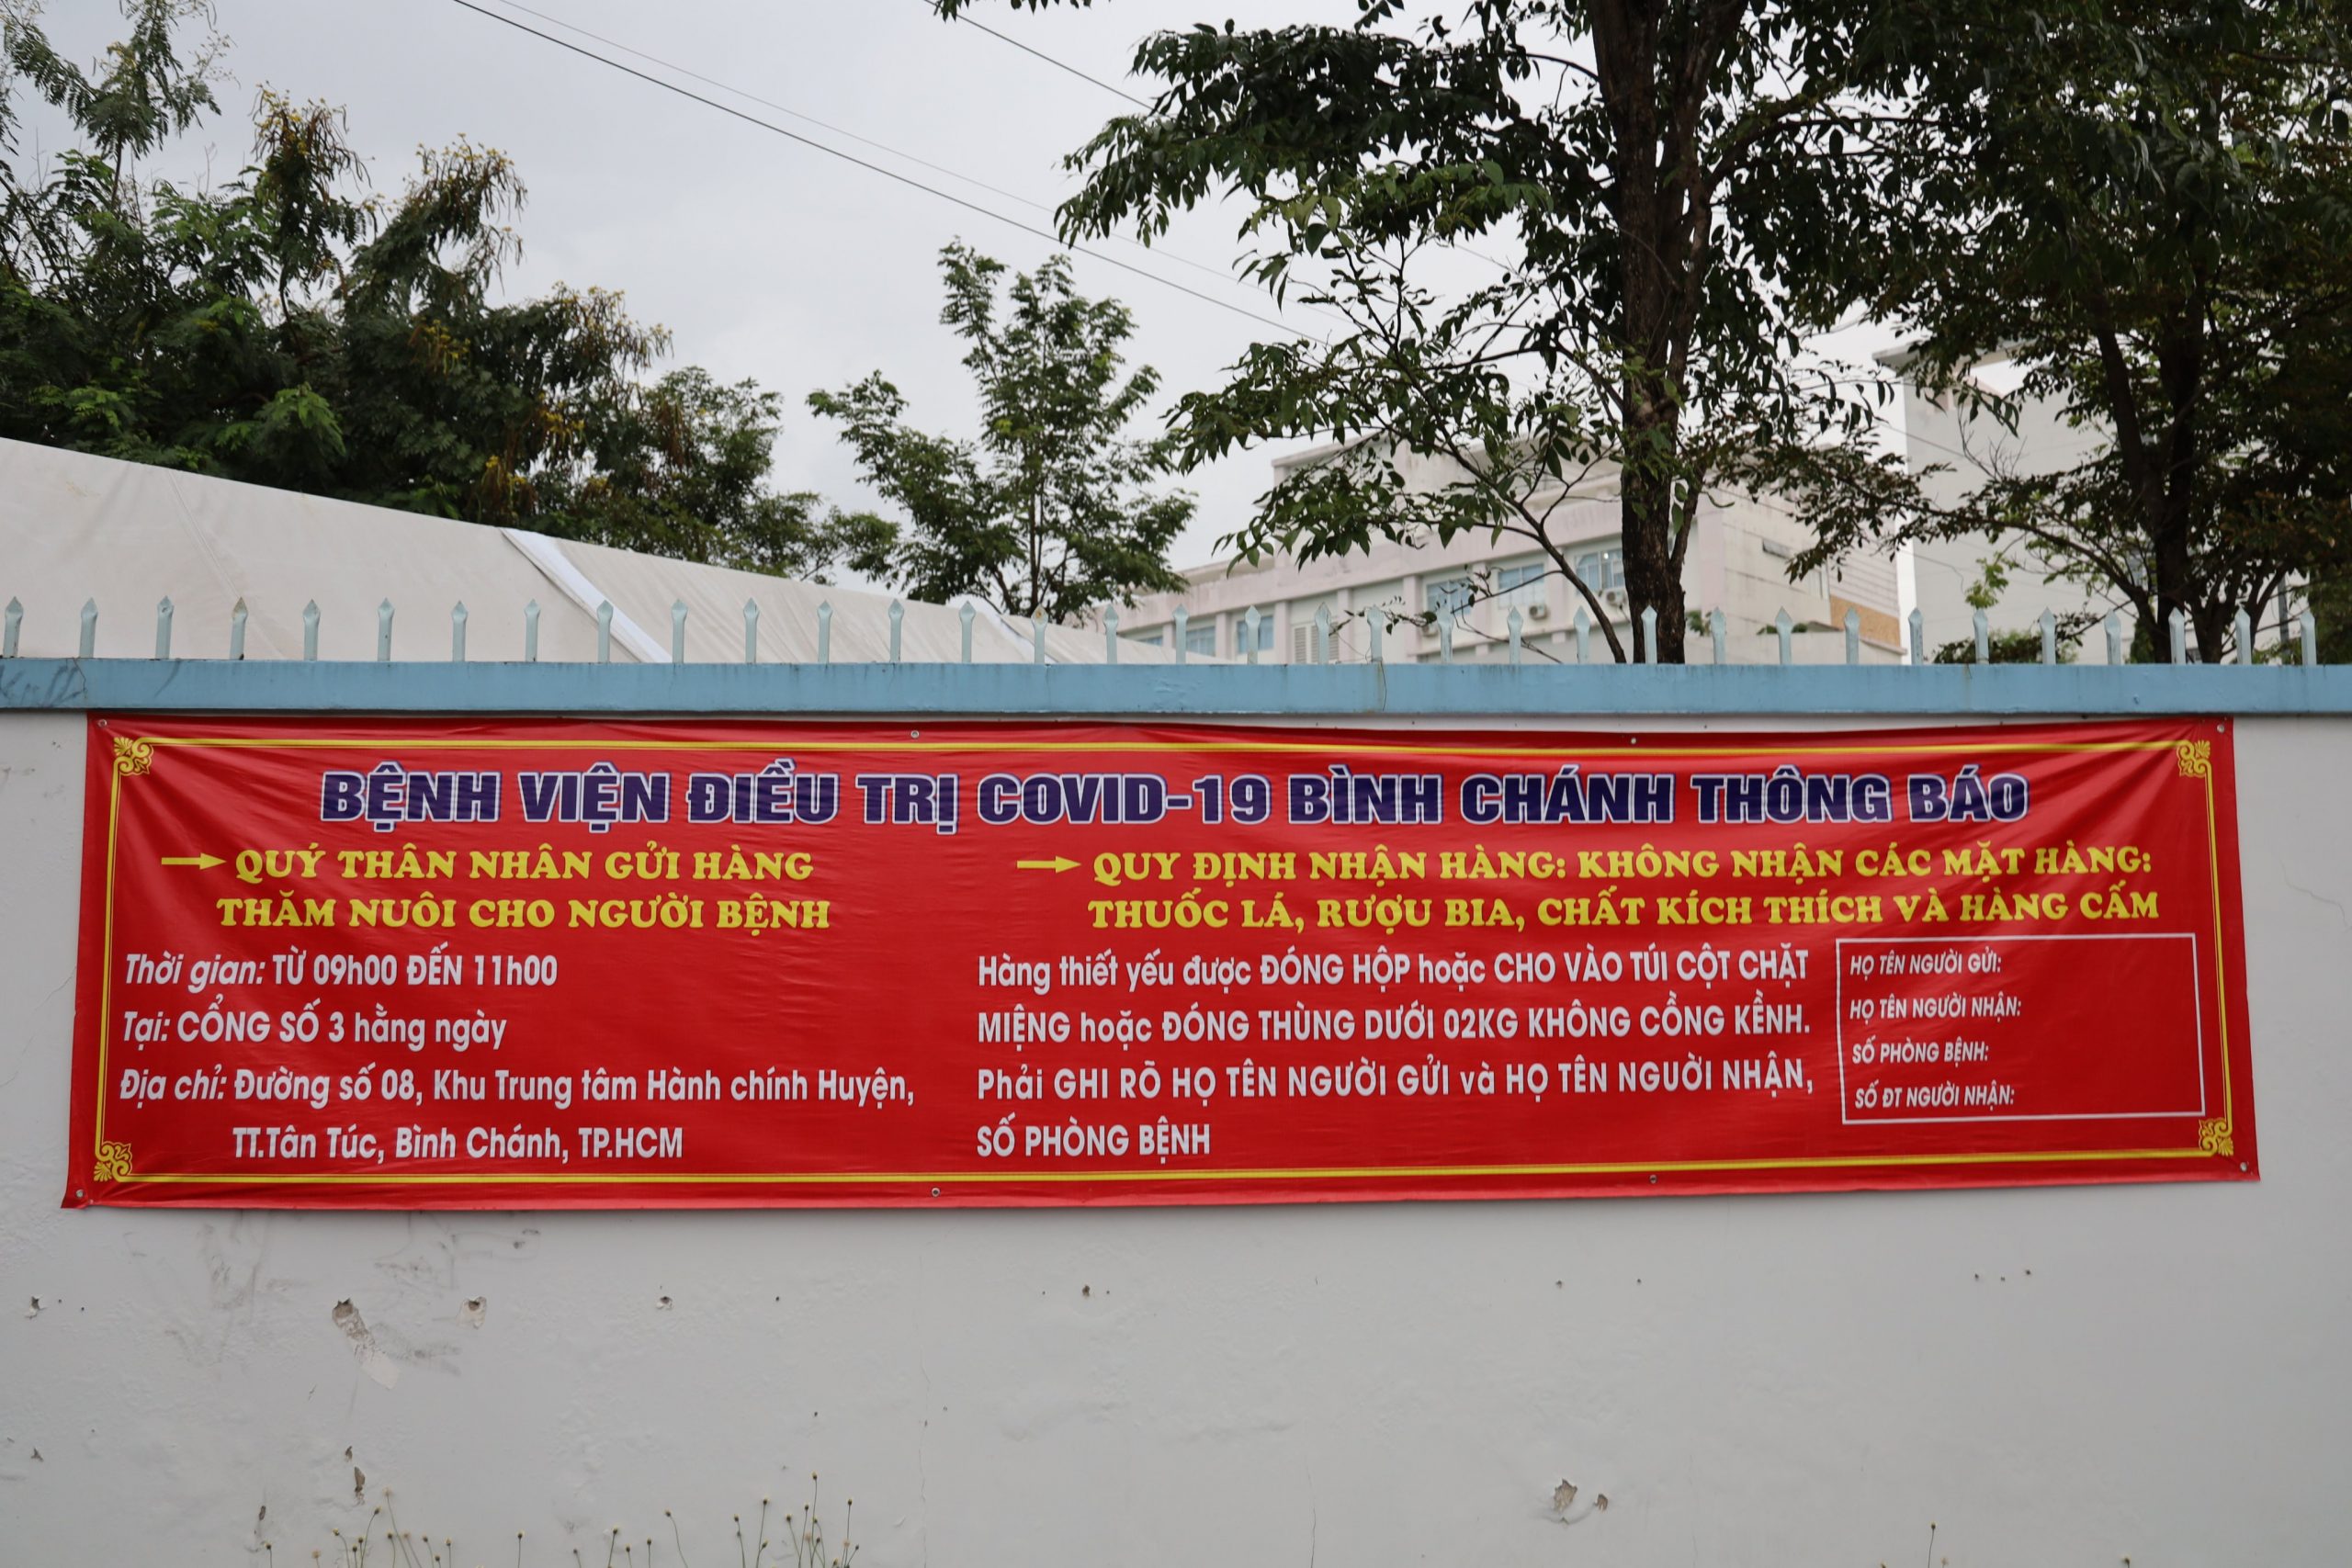 BỆNH VIỆN ĐIỀU TRỊ COVID-19 BÌNH CHÁNH THÔNG BÁO
QUÝ THÂN NHÂN GỬI HÀNG
THĂM NUÔI CHO NGƯỜI BỆNH
Thời gian: TỪ 09h00 ĐẾN 11h00
Tại: CỔNG SỐ 3 hằng ngày
Địa chỉ: Đường số 08, Khu Trung tâm Hành chính Huyện,
TT.Tân Túc, Bình Chánh, TP.HCM
QUY ĐỊNH NHẬN HÀNG: KHÔNG NHẬN CÁC MẶT HÀNG:
THUỐC LÁ, RƯỢU BIA, CHẤT KÍCH THÍCH VÀ HÀNG CẤM
Hàng thiết yếu được ĐÓNG HỘP hoặc CHO VÀO TÚI CỘT CHẶT
MIỆNG hoặc ĐÓNG THÙNG DƯỚI 02KG KHÔNG CỒNG KỀNH.
Phải GHI RÕ HỌ TÊN NGƯỜI GỬI và HỌ TÊN NGUỜI NHẬN,
SỐ PHÒNG BỆNH
HỌ TÊN NGƯỜI GỬI:
HỌ TÊN NGƯỜI NHẬN:
SỐ PHÒNG BỆNH:
SỐ ĐT NGƯỜI NHẬN: